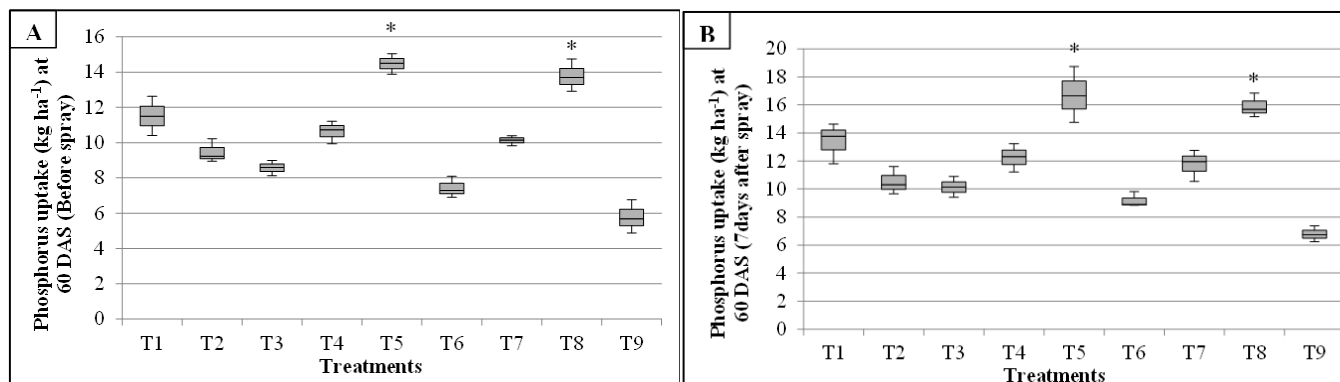 A
Phosphorus uptake (kg ha⁻¹) at
60 DAS (Before spray)
16
14
12
10
8
6
4
2
0
*
*
T1 T2 T3 T4 T5 T6 T7 T8 T9
Treatments
B
Phosphorus uptake (kg ha⁻¹) at
60 DAS (7days after spray)
20
18
16
14
12
10
8
6
4
2
0
*
*
T1 T2 T3 T4 T5 T6 T7 T8 T9
Treatments